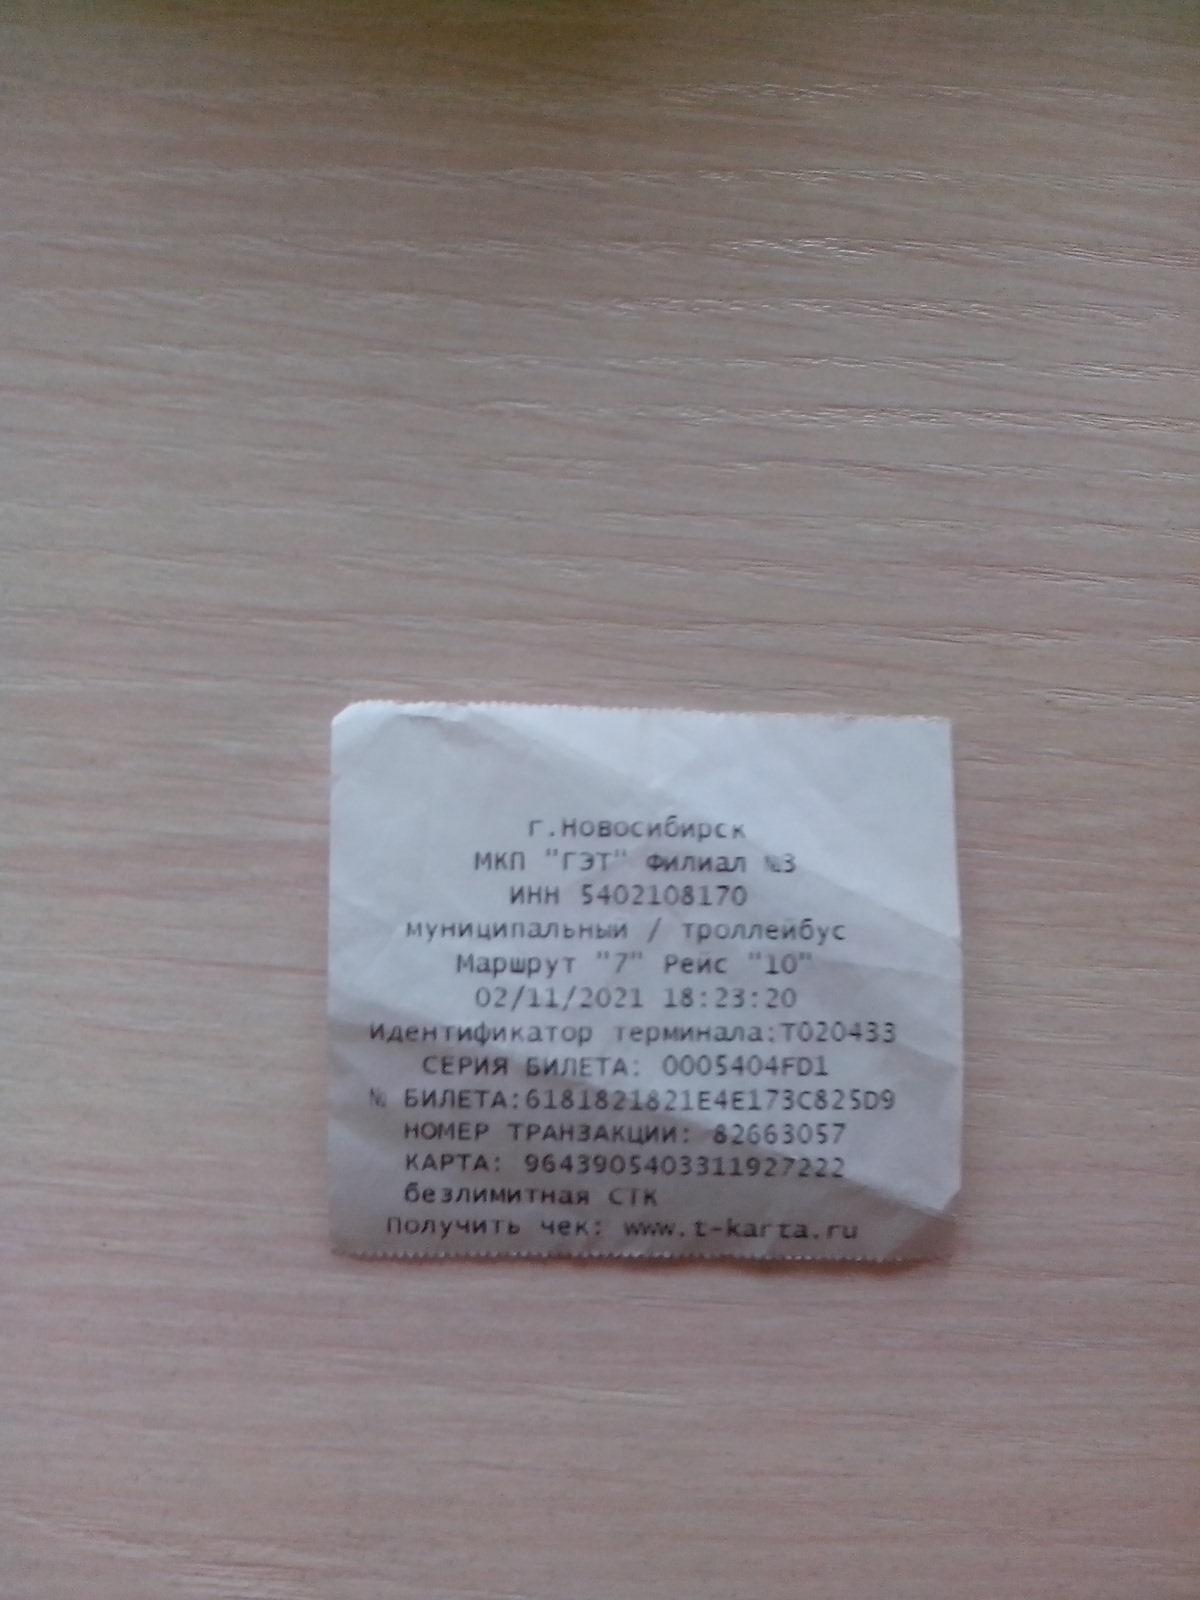 г.Новосибирск
МКП "ГЭТ" Филиал №3
ИНН 5402108170
муниципальный / троллейбус
Маршрут "7" Рейс "10"
02/11/2021 18:23:20
идентификатор терминала:T020433
СЕРИЯ БИЛЕТА: 0005404FD1
№ БИЛЕТА:6181821821E4E173C825D9
НОМЕР ТРАНЗАКЦИИ: 82663057
КАРТА: 9643905403311927222
безлимитная СТК
Получить чек: www.t-karta.ru